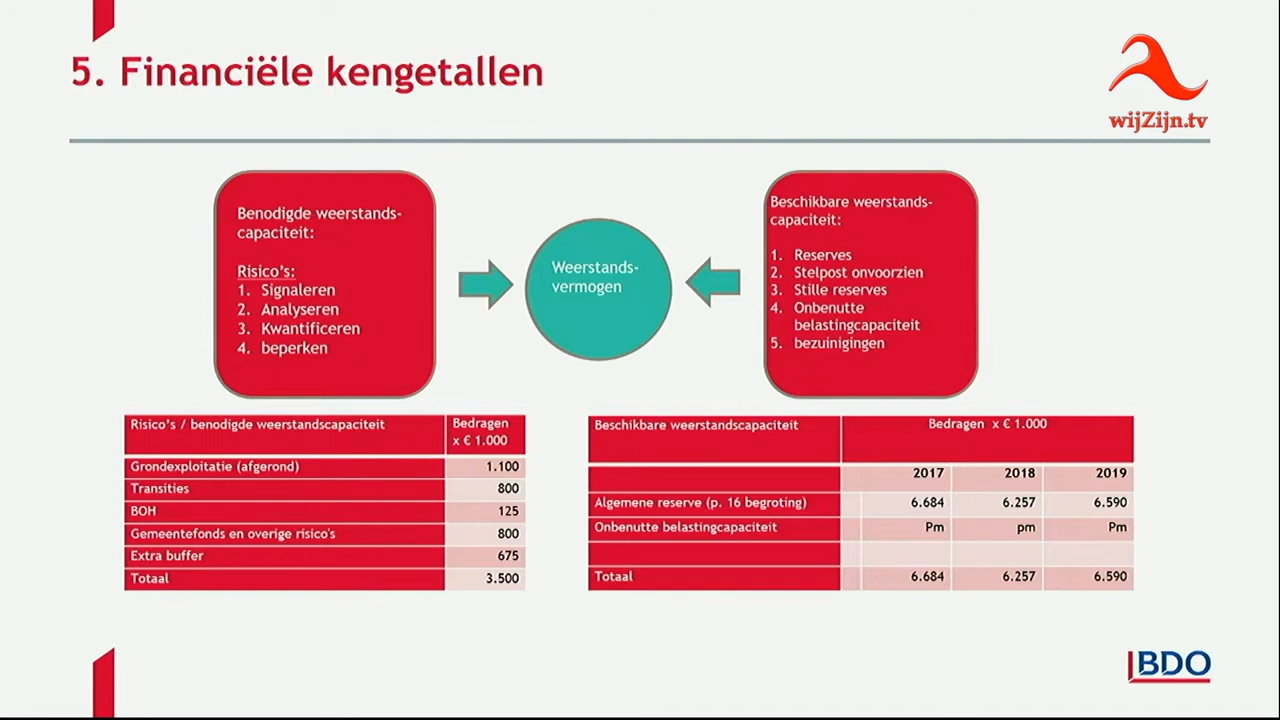 5. Financiële kengetallen
wijZijn.tv
Benodigde weerstands-
capaciteit:
Risico's:
1. Signaleren
2. Analyseren
3. Kwantificeren
4. beperken
Weerstands-
vermogen
Beschikbare weerstands-
capaciteit:
1. Reserves
2. Stelpost onvoorzien
3. Stille reserves
4. Onbenutte
belastingcapaciteit
5. bezuinigingen
Risico's / benodigde weerstandscapaciteit Bedragen
x € 1.000
Grondexploitatie (afgerond) 1.100
Transities 800
BOH 125
Gemeentefonds en overige risico's 800
Extra buffer 675
Totaal 3.500
Beschikbare weerstandscapaciteit Bedragen x € 1.000
2017 2018 2019
Algemene reserve (p. 16 begroting) 6.684 6.257 6.590
Onbenutte belastingcapaciteit Pm pm Pm
Totaal 6.684 6.257 6.590
BDO